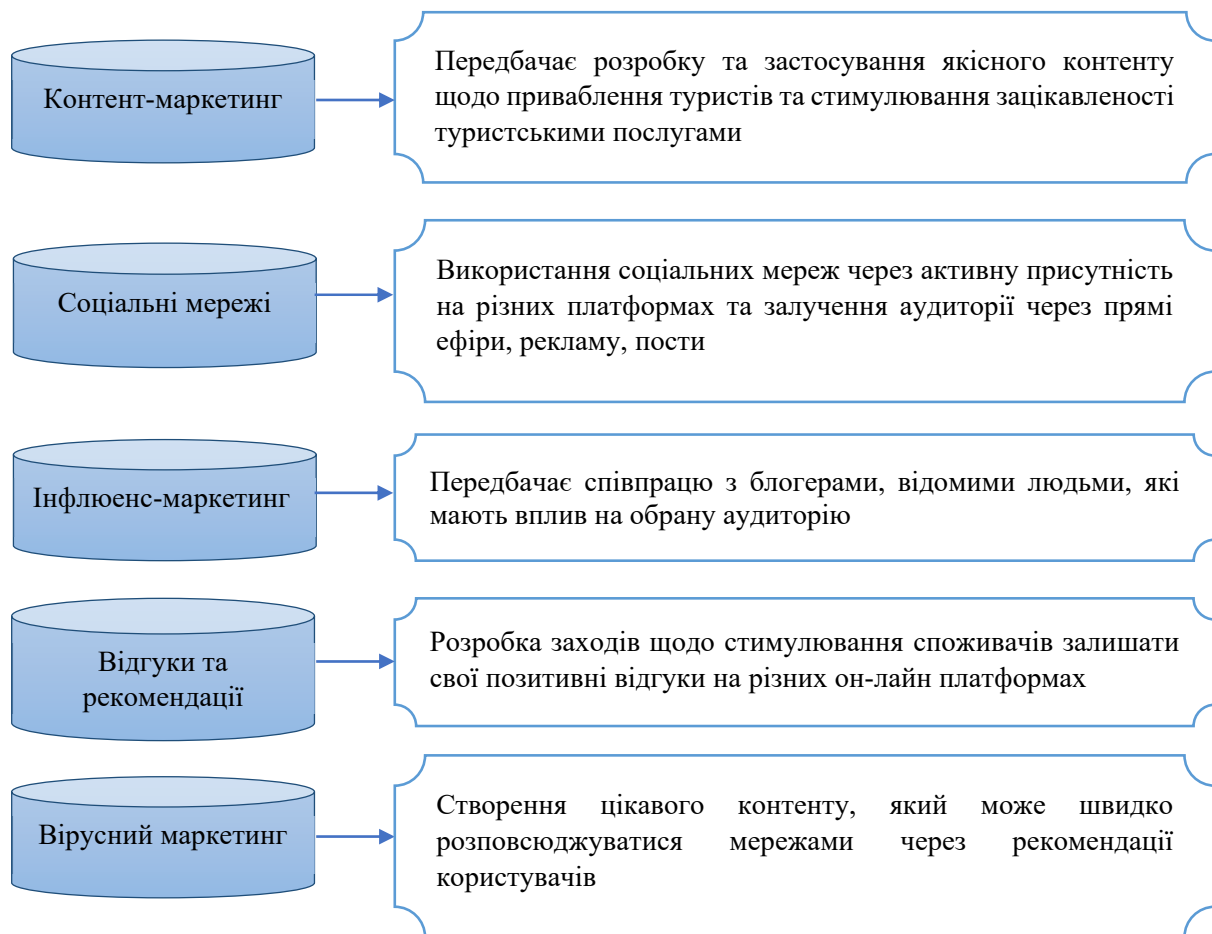 Контент-маркетинг
Передбачає розробку та застосування якісного контенту
щодо приваблення туристів та стимулювання зацікавленості
туристськими послугами
Соціальні мережі
Використання соціальних мереж через активну присутність
на різних платформах та залучення аудиторії через прямі
ефіри, рекламу, пости
Інфлюенс-маркетинг
Передбачає співпрацю з блогерами, відомими людьми, які
мають вплив на обрану аудиторію
Відгуки та
рекомендації
Розробка заходів щодо стимулювання споживачів залишати
свої позитивні відгуки на різних он-лайн платформах
Вірусний маркетинг
Створення цікавого контенту, який може швидко
розповсюджуватися мережами через рекомендації
користувачів